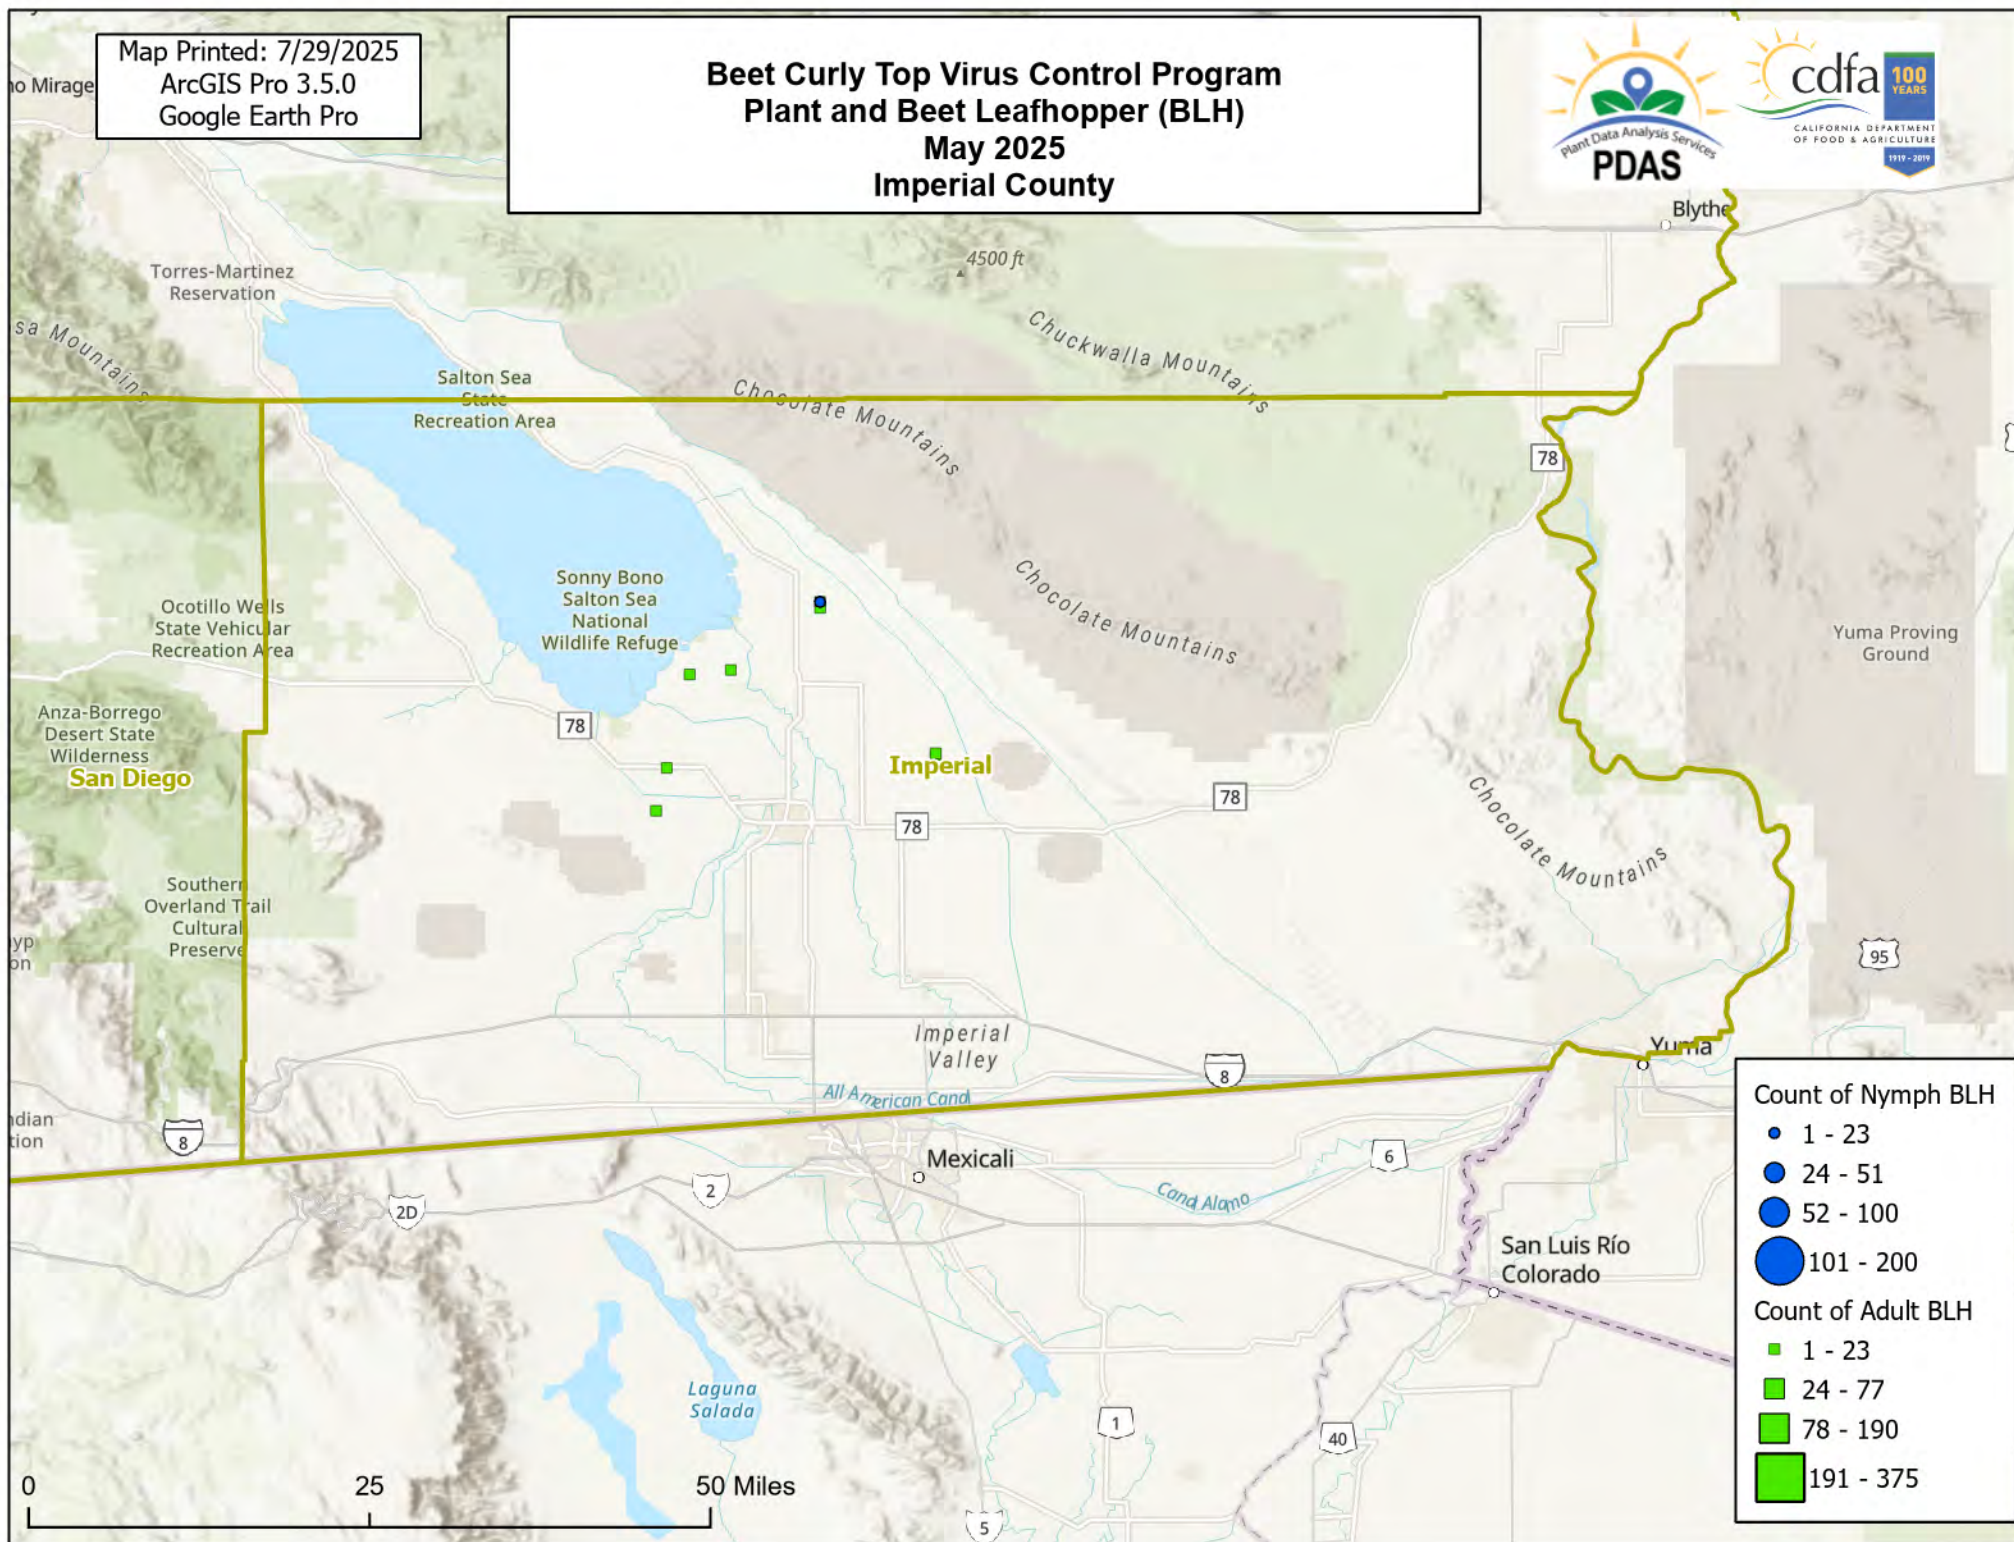 Map Printed: 7/29/2025
ArcGIS Pro 3.5.0
Google Earth Pro
Beet Curly Top Virus Control Program
Plant and Beet Leafhopper (BLH)
May 2025
Imperial County
Plant Data Analysis Services
PDAS
cdfa
100
YEARS
CALIFORNIA DEPARTMENT
OF FOOD & AGRICULTURE
1919 - 2019
Mirage
Blythe
4500 ft
Torres-Martinez
Reservation
sa Mountains
Chuckwalla Mountains
Salton Sea
State
Recreation Area
Chocolate Mountains
78
Sonny Bono
Salton Sea
National
Wildlife Refuge
Chocolate Mountains
Ocotillo Wells
State Vehicular
Recreation Area
Yuma Proving
Ground
Anza-Borrego
Desert State
Wilderness
San Diego
78
Imperial
78
78
Chocolate Mountains
Southern
Overland Trail
Cultural
Preserve
yp
on
95
Imperial
Valley
Yuma
8
All American Canal
ndian
tion
8
Mexicali
6
2
2D
Canal Alamo
San Luis Río
Colorado
Laguna
Salada
1
40
5
0 25 50 Miles
Count of Nymph BLH
1 - 23
24 - 51
52 - 100
101 - 200
Count of Adult BLH
1 - 23
24 - 77
78 - 190
191 - 375